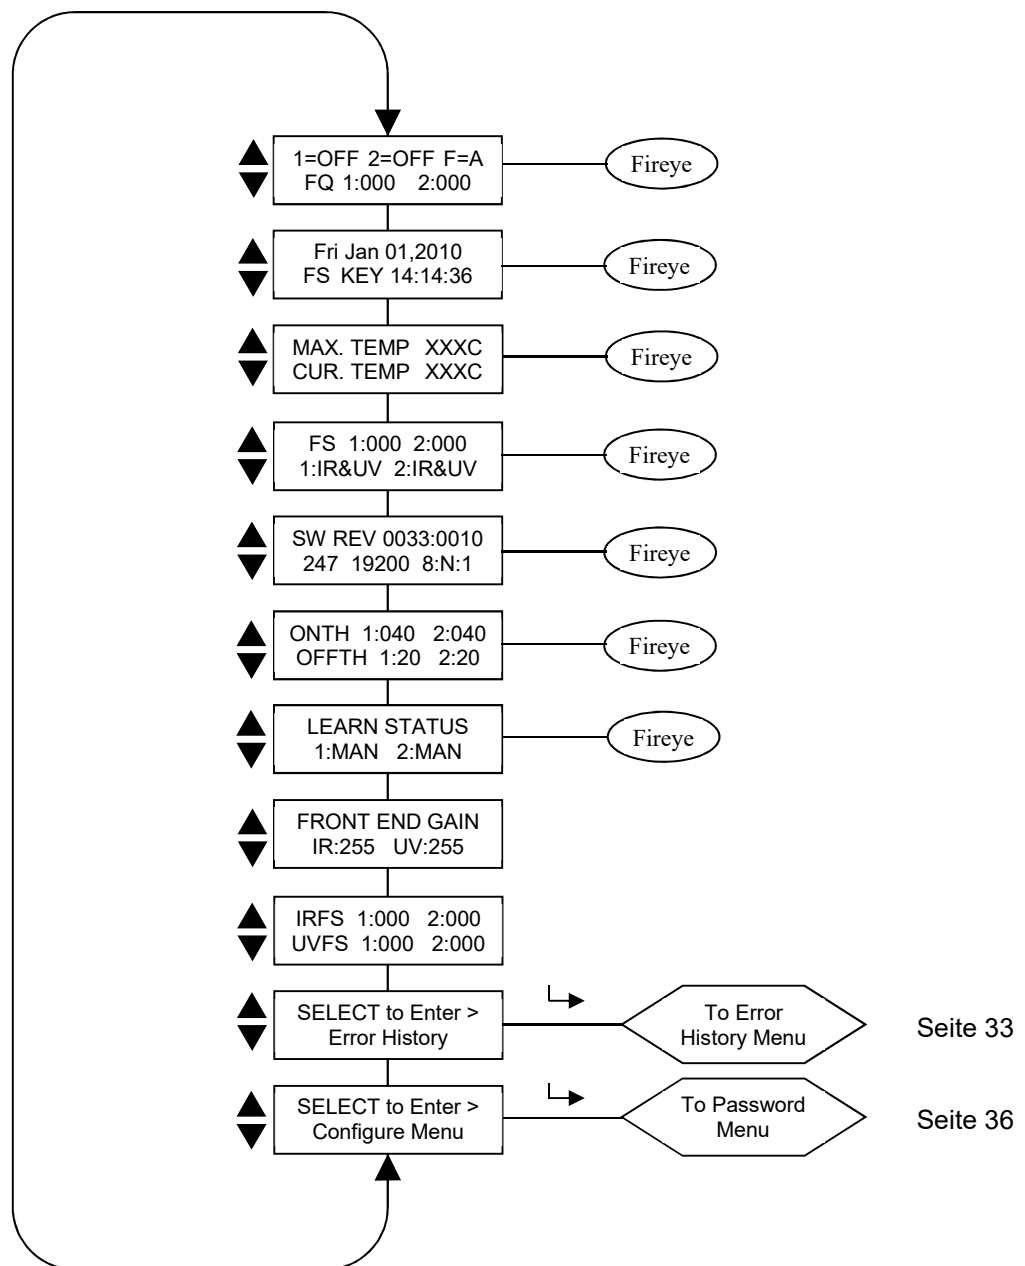 1=OFF 2=OFF F=A
FQ 1:000 2:000
Fireye
Fri Jan 01,2010
FS KEY 14:14:36
Fireye
MAX. TEMP XXXC
CUR. TEMP XXXC
Fireye
FS 1:000 2:000
1:IR&UV 2:IR&UV
Fireye
SW REV 0033:0010
247 19200 8:N:1
Fireye
ONTH 1:040 2:040
OFFTH 1:20 2:20
Fireye
LEARN STATUS
1:MAN 2:MAN
Fireye
FRONT END GAIN
IR:255 UV:255
IRFS 1:000 2:000
UVFS 1:000 2:000
SELECT to Enter >
Error History
To Error
History Menu
Seite 33
SELECT to Enter >
Configure Menu
To Password
Menu
Seite 36